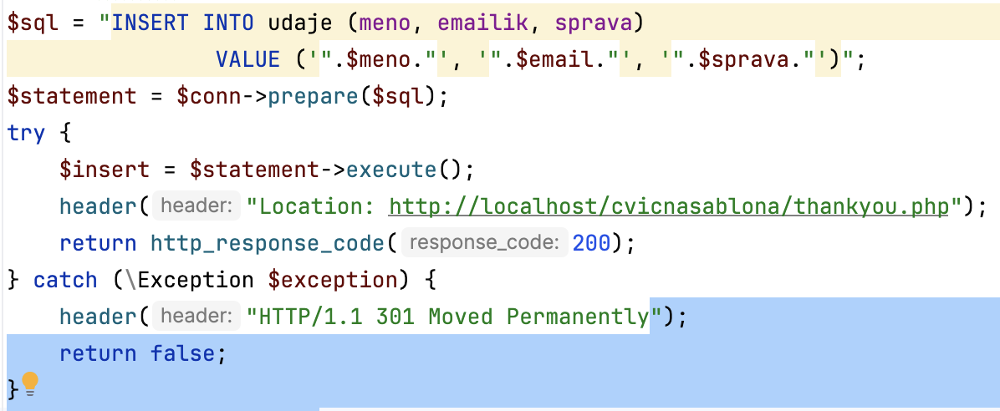 $sql = "INSERT INTO udaje (meno, emailik, sprava)
VALUE ('".$meno."', '".$email."', '".$sprava."')";
$statement = $conn->prepare($sql);
try {
$insert = $statement->execute();
header( header: "Location: http://localhost/cvicnasablona/thankyou.php");
return http_response_code( response_code: 200);
} catch (\Exception $exception) {
header( header: "HTTP/1.1 301 Moved Permanently");
return false;
}